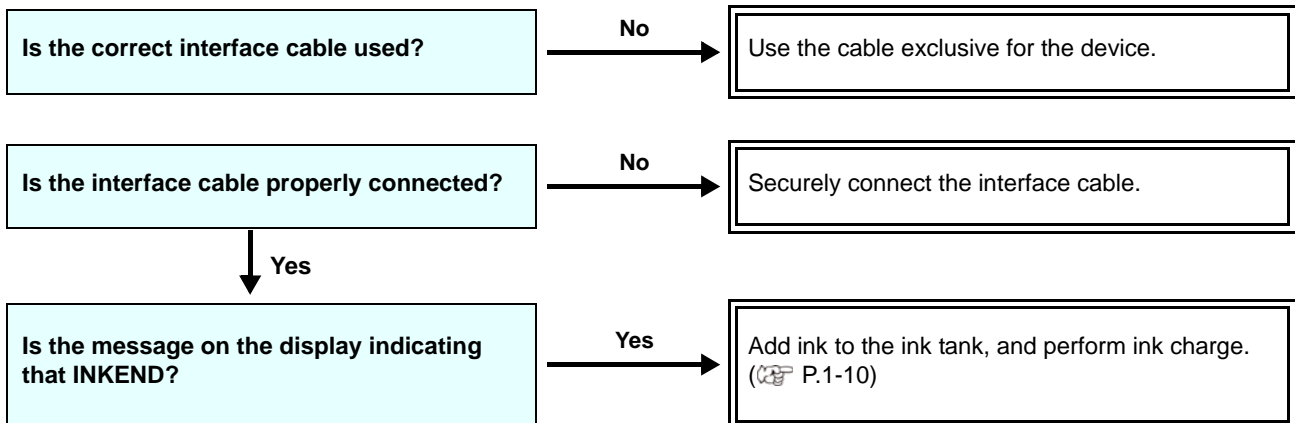 Is the correct interface cable used?
No
Use the cable exclusive for the device.
Is the interface cable properly connected?
No
Securely connect the interface cable.
Yes
Is the message on the display indicating
that INKEND?
Yes
Add ink to the ink tank, and perform ink charge.
(☞ P.1-10)